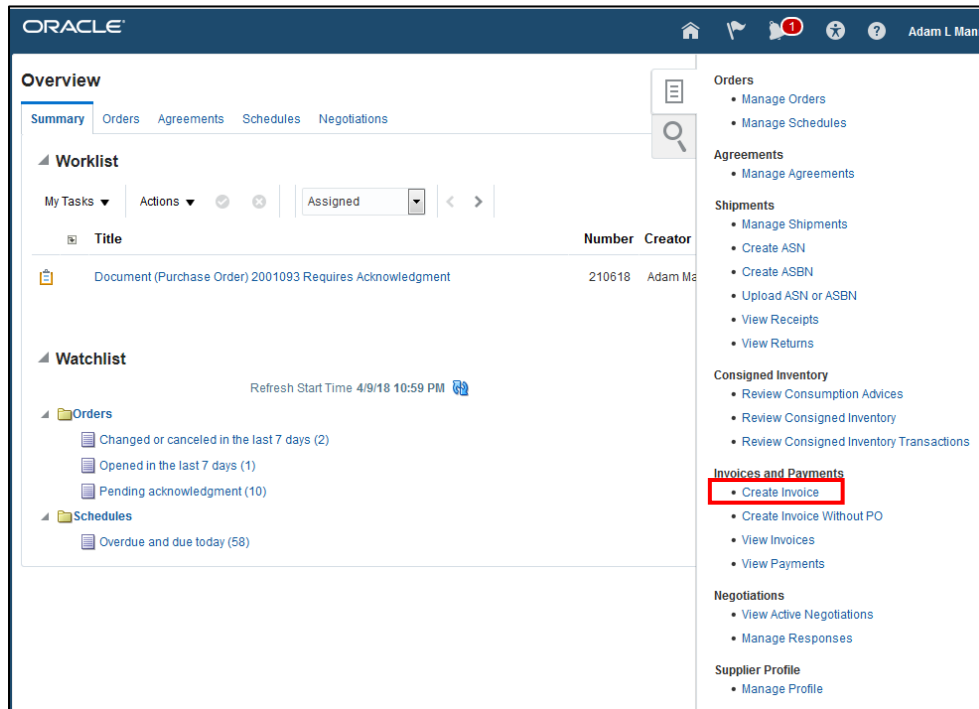 ORACLE
1
Adam L Man
Overview
Summary Orders Agreements Schedules Negotiations
Worklist
My Tasks Actions Assigned
Title Number Creator
Document (Purchase Order) 2001093 Requires Acknowledgment 210618 Adam Ma
Watchlist
Refresh Start Time 4/9/18 10:59 PM
Orders
Changed or canceled in the last 7 days (2)
Opened in the last 7 days (1)
Pending acknowledgment (10)
Schedules
Overdue and due today (58)
Orders
• Manage Orders
• Manage Schedules
Agreements
• Manage Agreements
Shipments
• Manage Shipments
• Create ASN
• Create ASBN
• Upload ASN or ASBN
• View Receipts
• View Returns
Consigned Inventory
• Review Consumption Advices
• Review Consigned Inventory
• Review Consigned Inventory Transactions
Invoices and Payments
• Create Invoice
• Create Invoice Without PO
• View Invoices
• View Payments
Negotiations
• View Active Negotiations
• Manage Responses
Supplier Profile
• Manage Profile